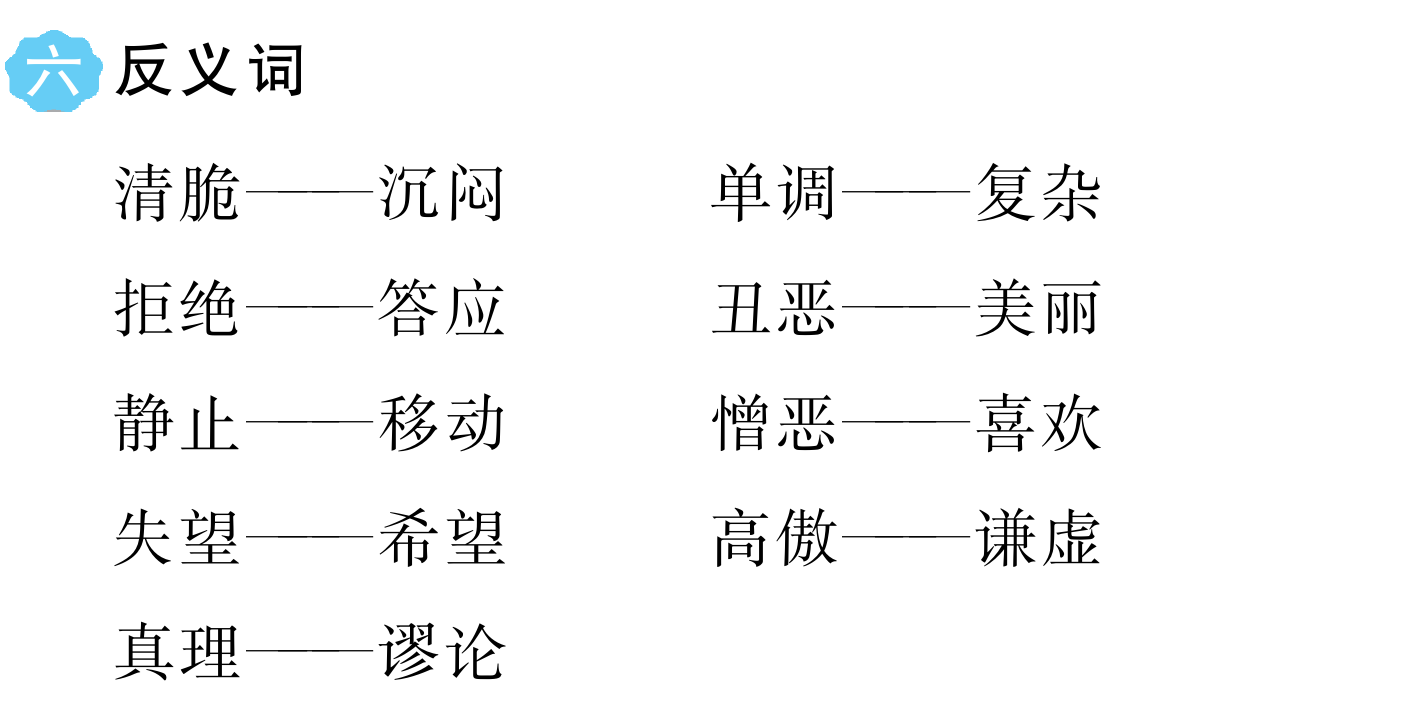 六 反义词
清脆——沉闷 单调——复杂
拒绝——答应 丑恶——美丽
静止——移动 憎恶——喜欢
失望——希望 高傲——谦虚
真理——谬论